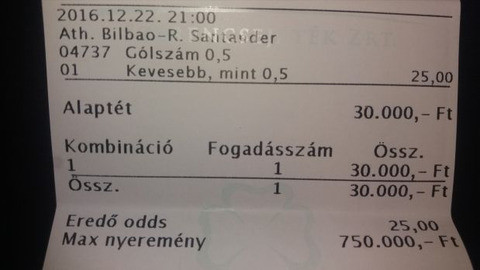 2016.12.22. 21:00
Ath. Bilbao-R. Santander
04737 Gólszám 0,5
01 Kevesebb, mint 0,5 25,00
Alaptét 30.000,- Ft
Kombináció Fogadásszám Össz.
1 1 30.000,- Ft
Össz. 1 30.000,- Ft
Eredő odds 25,00
Max nyeremény 750.000,- Ft